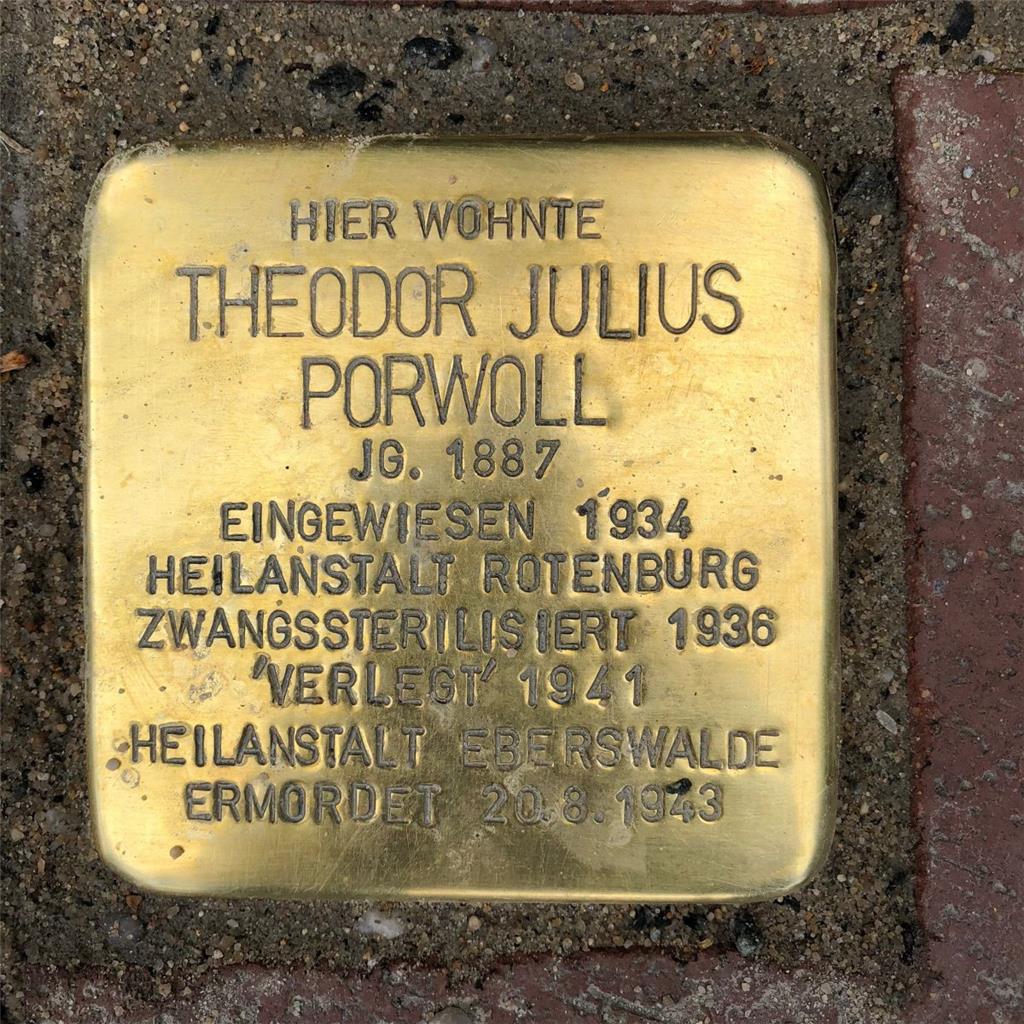 HIER WOHNTE
THEODOR JULIUS
PORWOLL
JG. 1887
EINGEWIESEN 1934
HEILANSTALT ROTENBURG
ZWANGSSTERILISIERT 1936
'VERLEGT' 1941
HEILANSTALT EBERSWALDE
ERMORDET 20.8.1943